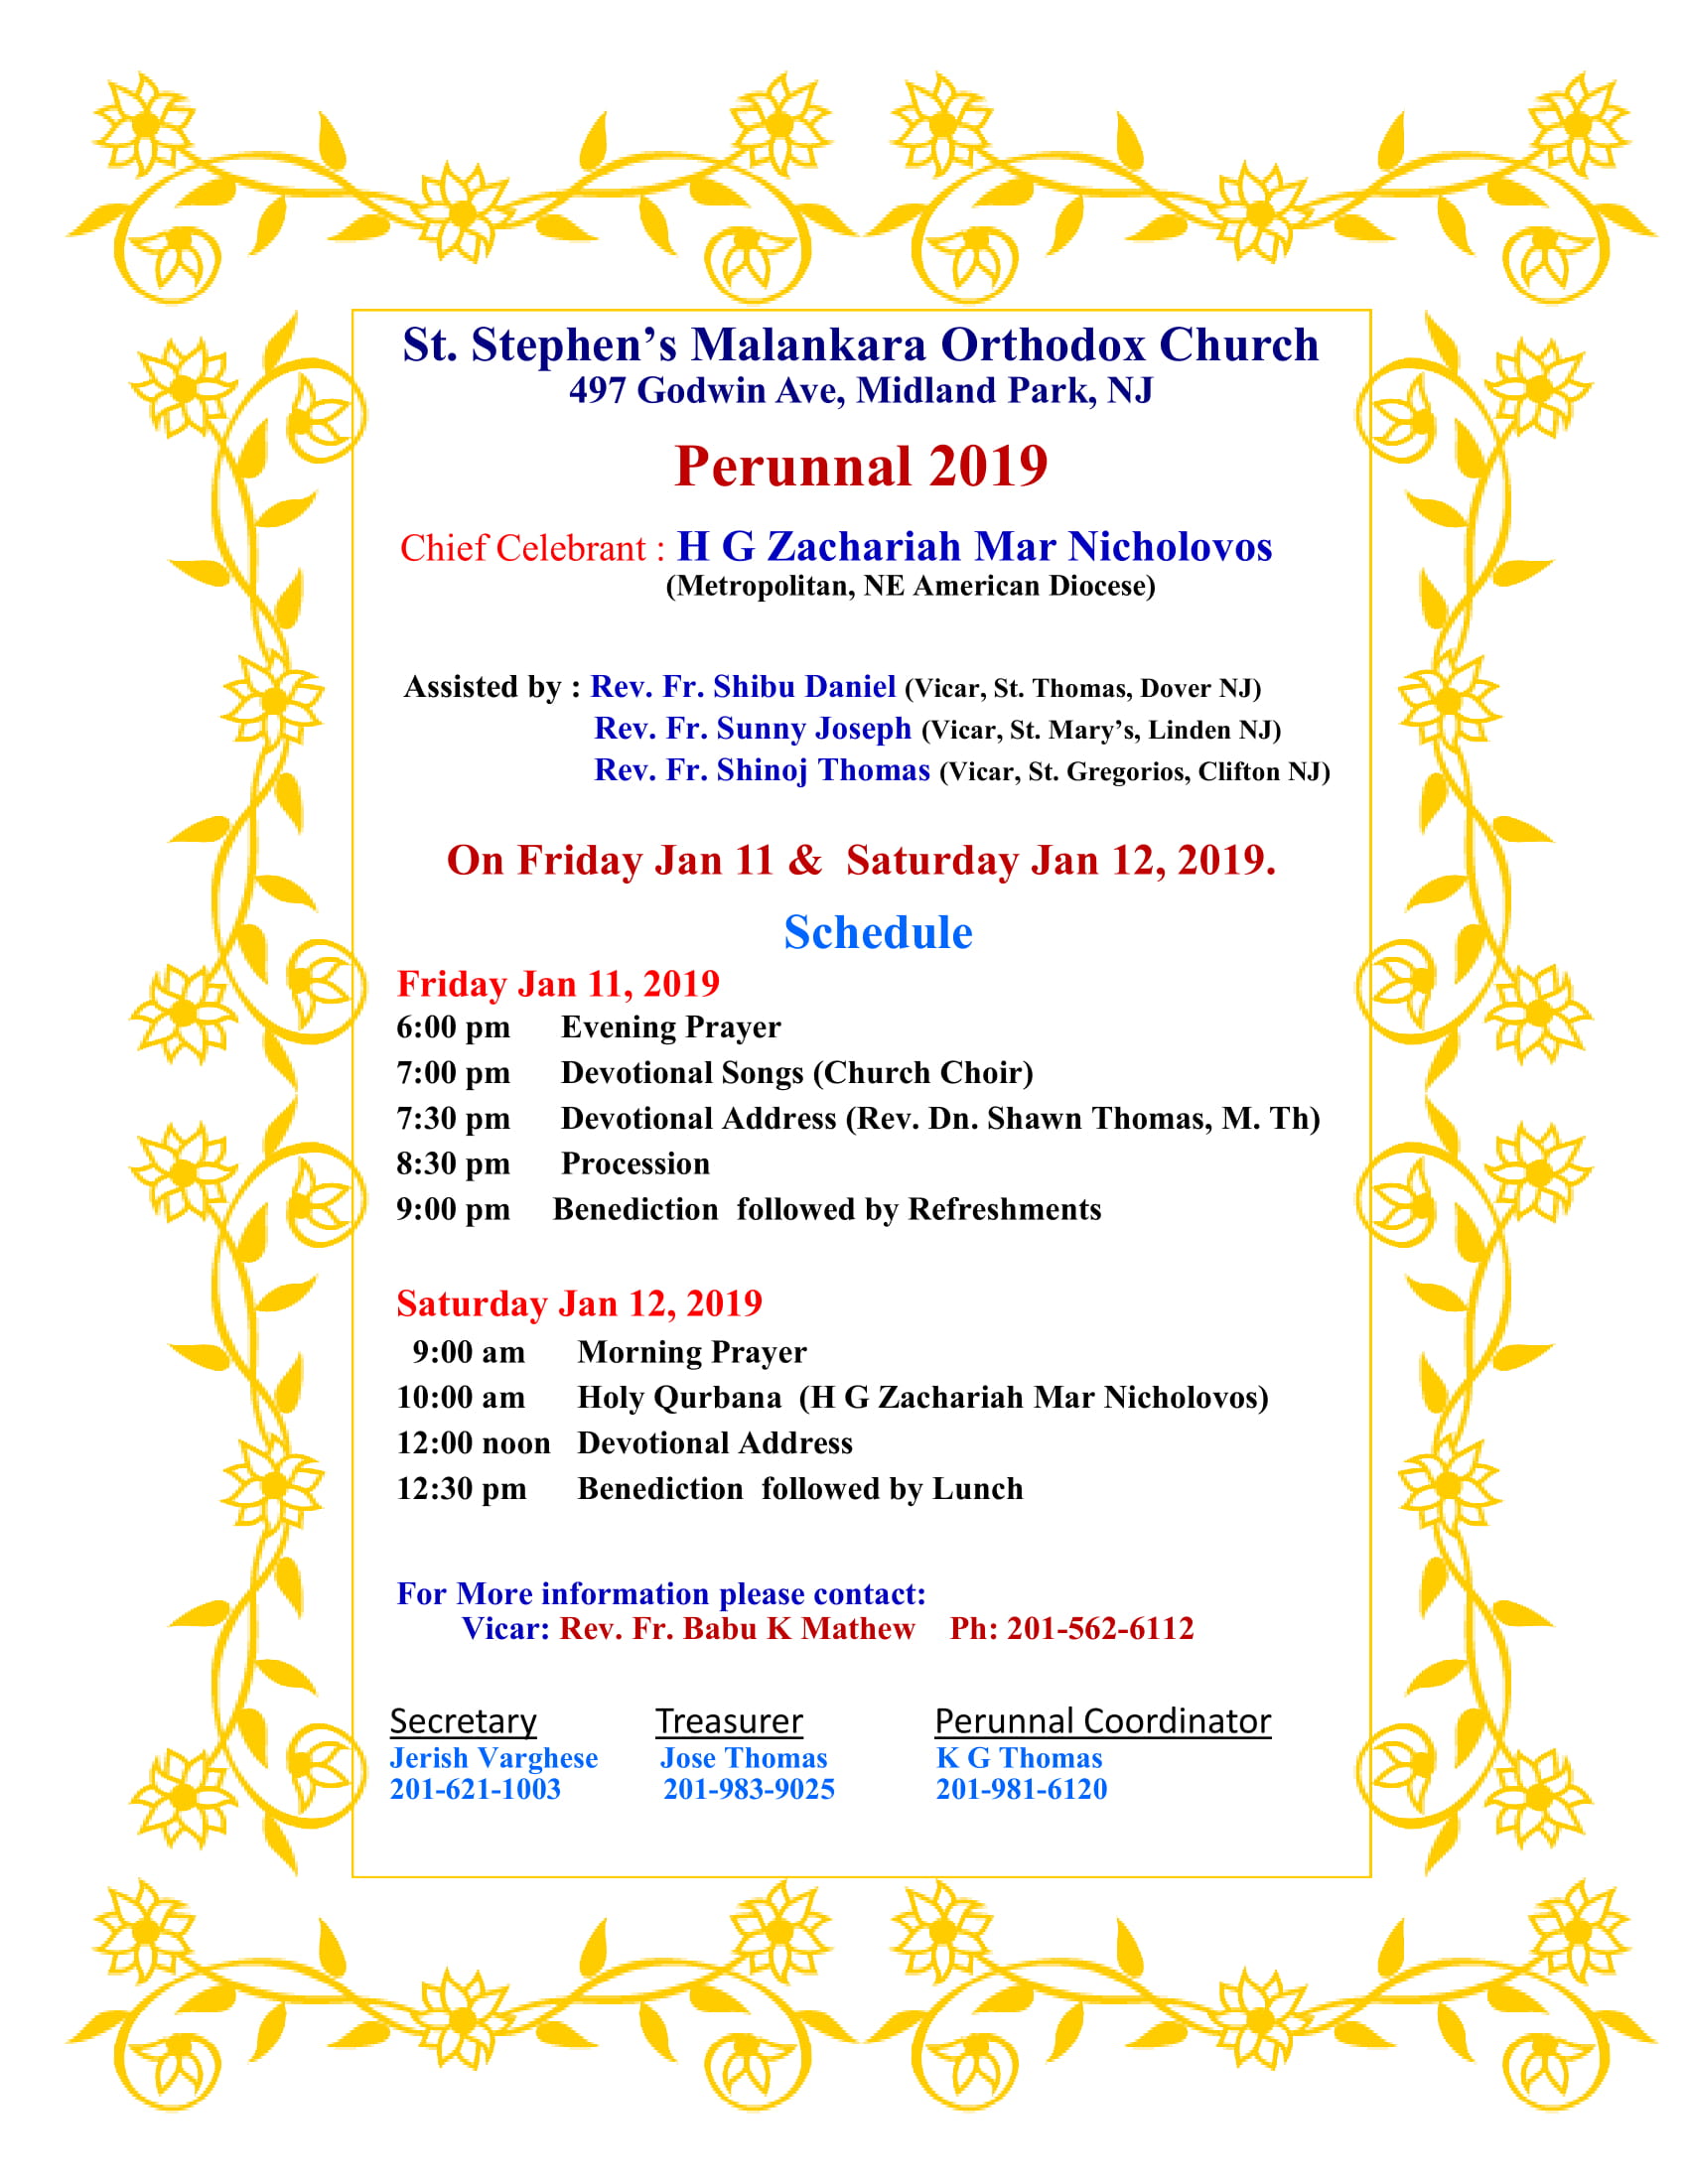 St. Stephen’s Malankara Orthodox Church
497 Godwin Ave, Midland Park, NJ
Perunnal 2019
Chief Celebrant : H G Zachariah Mar Nicholovos
(Metropolitan, NE American Diocese)
Assisted by : Rev. Fr. Shibu Daniel (Vicar, St. Thomas, Dover NJ)
Rev. Fr. Sunny Joseph (Vicar, St. Mary’s, Linden NJ)
Rev. Fr. Shinoj Thomas (Vicar, St. Gregorios, Clifton NJ)
On Friday Jan 11 & Saturday Jan 12, 2019.
Schedule
Friday Jan 11, 2019
6:00 pm Evening Prayer
7:00 pm Devotional Songs (Church Choir)
7:30 pm Devotional Address (Rev. Dn. Shawn Thomas, M. Th)
8:30 pm Procession
9:00 pm Benediction followed by Refreshments
Saturday Jan 12, 2019
9:00 am Morning Prayer
10:00 am Holy Qurbana (H G Zachariah Mar Nicholovos)
12:00 noon Devotional Address
12:30 pm Benediction followed by Lunch
For More information please contact:
Vicar: Rev. Fr. Babu K Mathew Ph: 201-562-6112
Secretary Treasurer Perunnal Coordinator
Jerish Varghese Jose Thomas K G Thomas
201-621-1003 201-983-9025 201-981-6120